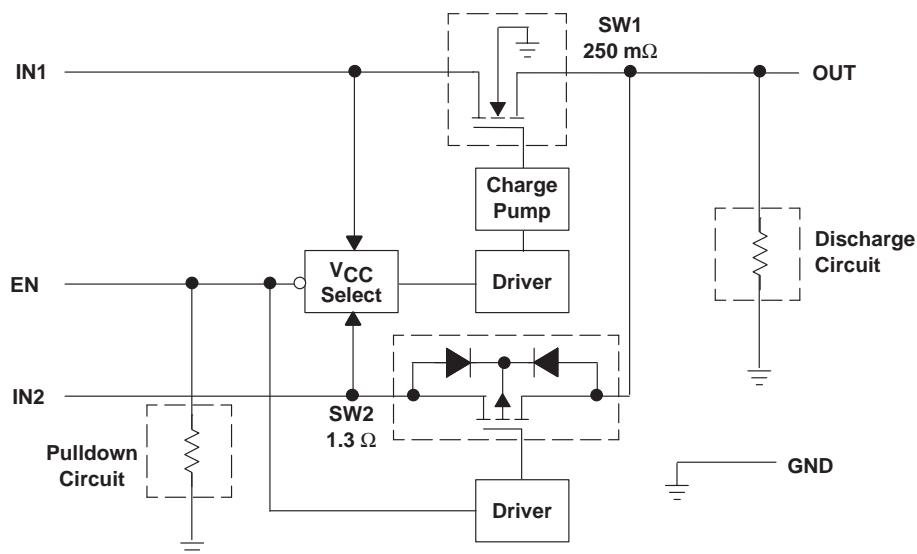 SW1
250 mΩ
IN1
OUT
Charge
Pump
Discharge
Circuit
EN
VCC
Select
Driver
IN2
SW2
1.3 Ω
Pulldown
Circuit
GND
Driver